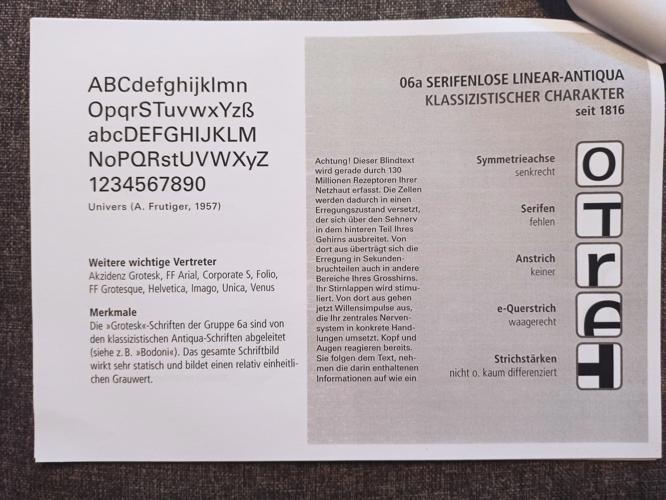 ABCdefghijklmn
OpqrSTuvwxYzß
abcDEFGHIJKLM
NoPQRstUVWXyZ
1234567890
Univers (A. Frutiger, 1957)
Weitere wichtige Vertreter
Akzidenz Grotesk, FF Arial, Corporate S, Folio,
FF Grotesque, Helvetica, Imago, Unica, Venus
Merkmale
Die »Grotesk«-Schriften der Gruppe 6a sind von
den klassizistischen Antiqua-Schriften abgeleitet
(siehe z. B. »Bodoni«). Das gesamte Schriftbild
wirkt sehr statisch und bildet einen relativ einheitli-
chen Grauwert.
06a SERIFENLOSE LINEAR-ANTIQUA
KLASSIZISTISCHER CHARAKTER
seit 1816
Achtung! Dieser Blindtext
wird gerade durch 130
Millionen Rezeptoren Ihrer
Netzhaut erfasst. Die Zellen
werden dadurch in einen
Erregungszustand versetzt,
der sich über den Sehnerv
in dem hinteren Teil Ihres
Gehirns ausbreitet. Von
dort aus überträgt sich die
Erregung in Sekunden-
bruchteilen auch in andere
Bereiche Ihres Grosshirns.
Ihr Stirnlappen wird stimu-
liert. Von dort aus gehen
jetzt Willensimpulse aus,
die Ihr zentrales Nerven-
system in konkrete Hand-
lungen umsetzt. Kopf und
Augen reagieren bereits.
Sie folgen dem Text, neh-
men die darin enthaltenen
Informationen auf wie ein
Symmetrieachse
senkrecht
O
Serifen
fehlen
T
Anstrich
keiner
r
e-Querstrich
waagerecht
e
Strichstärken
nicht o. kaum differenziert